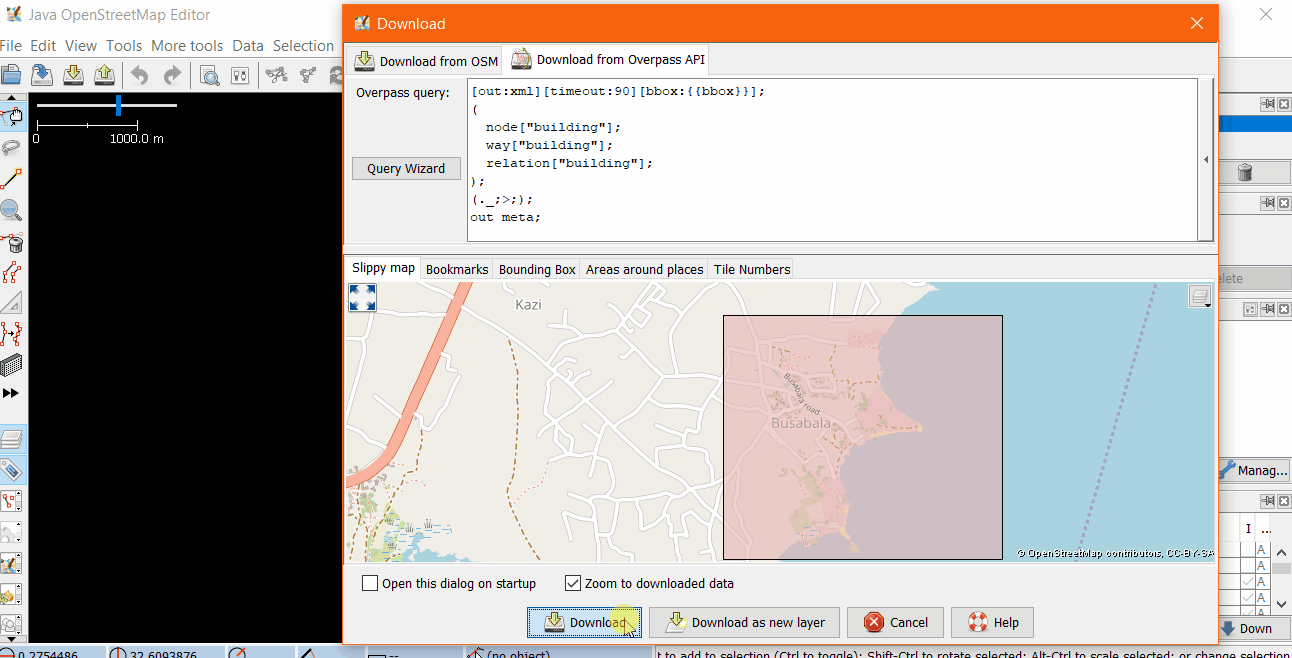 Java OpenStreetMap Editor
File Edit View Tools More tools Data Selection
0 1000.0 m
Download
Download from OSM
Download from Overpass API
Overpass query:
Query Wizard
[out:xml][timeout:90][bbox:{{bbox}}];
(
node["building"];
way["building"];
relation["building"];
);
(._;>;);
out meta;
Slippy map
Bookmarks
Bounding Box
Areas around places
Tile Numbers
Kazi
Busabala road
Busabala
© OpenStreetMap contributors, CC-BY-SA
Open this dialog on startup
Zoom to downloaded data
Download
Download as new layer
Cancel
Help
elete
Manag...
I ...
A
A
A
A
A
Down
0.2754486
32.6093876
(no object)
t to add to selection (Ctrl to toggle); Shift-Ctrl to rotate selected; Alt-Ctrl to scale selected; or change selection